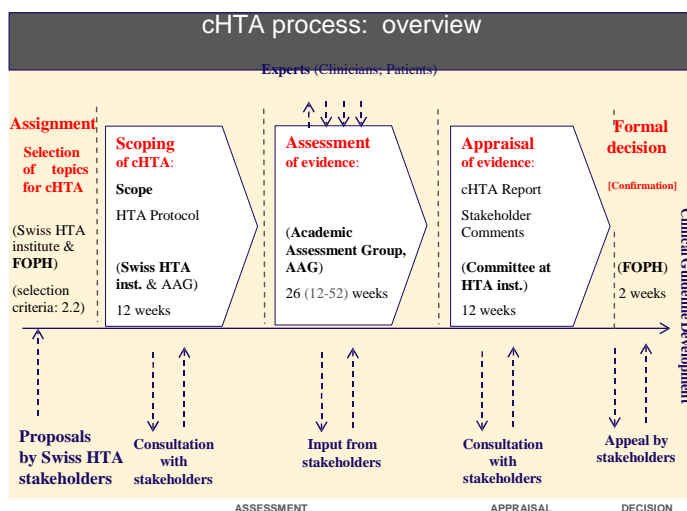 cHTA process: overview
Experts (Clinicians; Patients)
Assignment
Selection
of topics
for cHTA
(Swiss HTA
institute &
FOPH)
(selection
criteria: 2.2)
Scoping
of cHTA:
Scope
HTA Protocol
(Swiss HTA
inst. & AAG)
12 weeks
Assessment
of evidence:
(Academic
Assessment Group,
AAG)
26 (12-52) weeks
Appraisal
of evidence:
cHTA Report
Stakeholder
Comments
(Committee at
HTA inst.)
12 weeks
Formal
decision
[Confirmation]
(FOPH)
2 weeks
Clinical Guideline Development
Proposals
by Swiss HTA
stakeholders
Consultation
with
stakeholders
Input from
stakeholders
Consultation
with
stakeholders
Appeal by
stakeholders
ASSESSMENT
APPRAISAL
DECISION